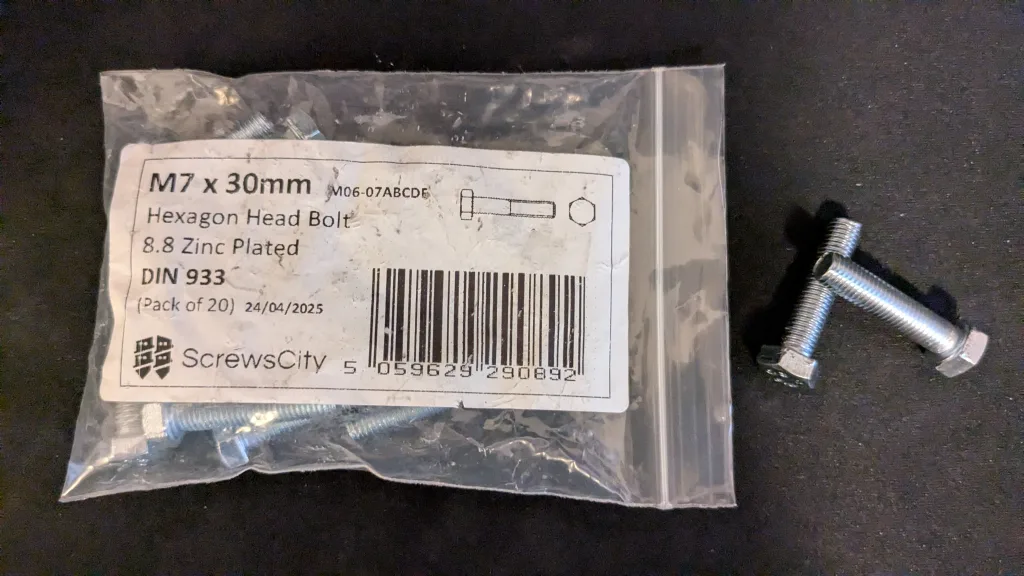 M7 x 30mm M06-07ABCDE
Hexagon Head Bolt
8.8 Zinc Plated
DIN 933
(Pack of 20) 24/04/2025
ScrewsCity
5 059629 290892